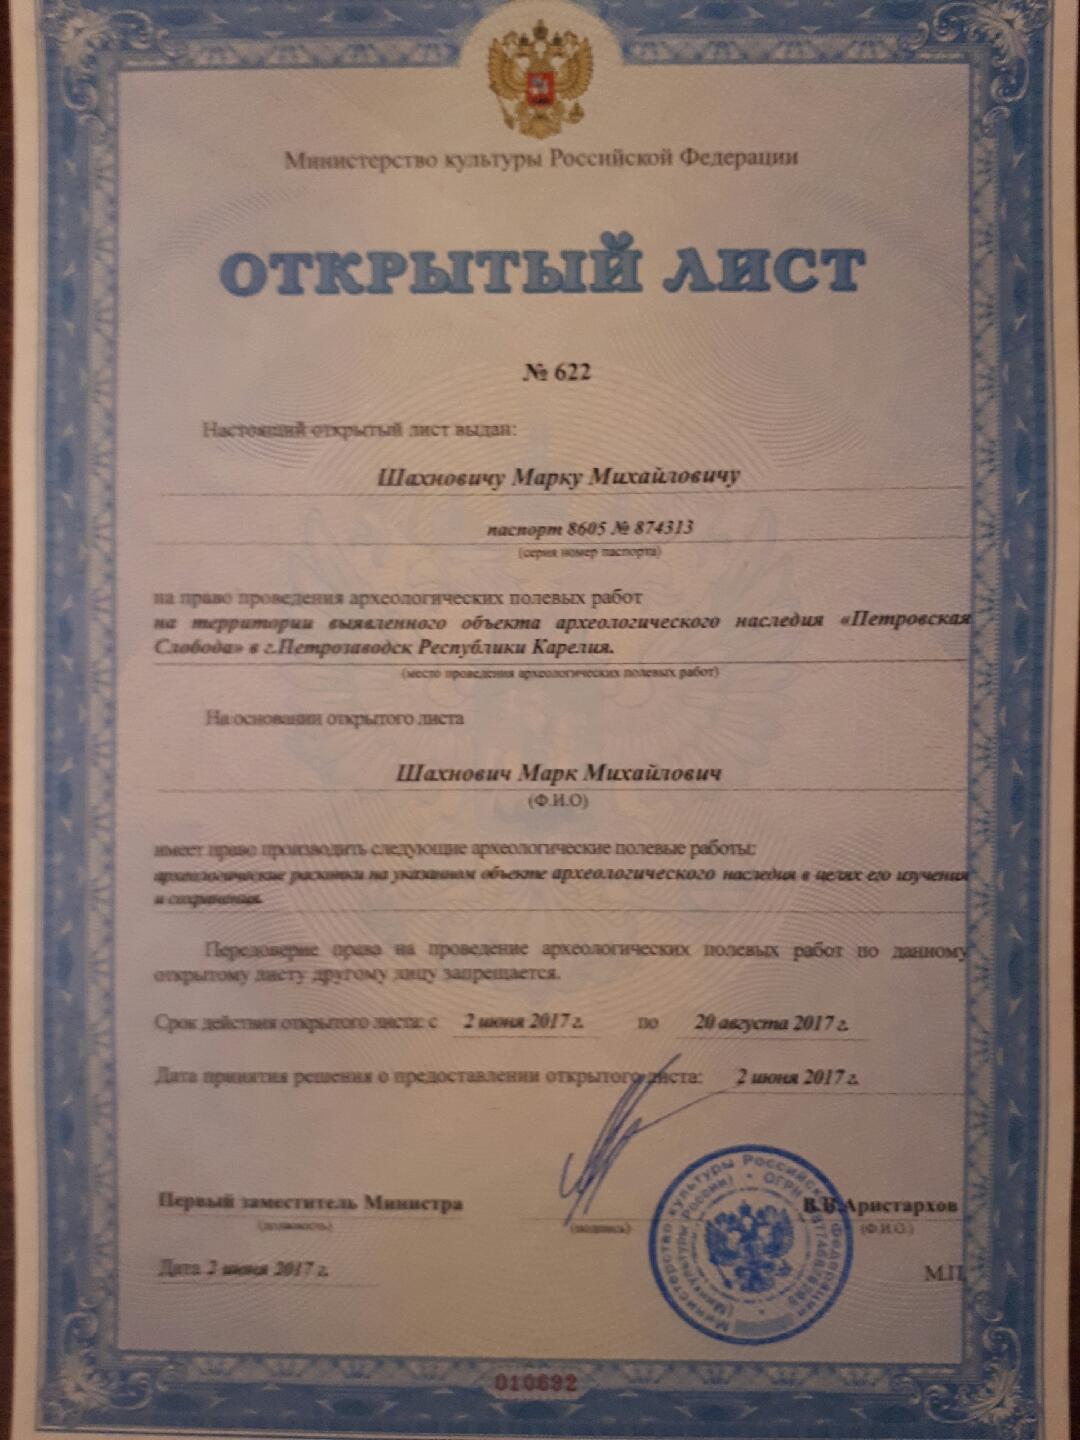 Министерство культуры Российской Федерации
ОТКРЫТЫЙ ЛИСТ
№ 622
Настоящий открытый лист выдан:
Шахновичу Марку Михайловичу
паспорт 8605 № 874313
(серия номер паспорта)
на право проведения археологических полевых работ
на территории выявленного объекта археологического наследия «Петровская
Слобода» в г.Петрозаводск Республики Карелия.
(место проведения археологических полевых работ)
На основании открытого листа
Шахнович Марк Михайлович
(Ф.И.О)
имеет право производить следующие археологические полевые работы:
археологические раскопки на указанном объекте археологического наследия в целях его изучения
и сохранения.
Передоверие права на проведение археологических полевых работ по данному
открытому листу другому лицу запрещается.
Срок действия открытого листа: с 2 июня 2017 г. по 20 августа 2017 г.
Дата принятия решения о предоставлении открытого листа: 2 июня 2017 г.
Первый заместитель Министра В.В.Аристархов
(должность) (подпись) (Ф.И.О.)
Дата 2 июня 2017 г.
М.П.
Министерство культуры Российской Федерации
(Минкультуры России) • ОГРН
010692